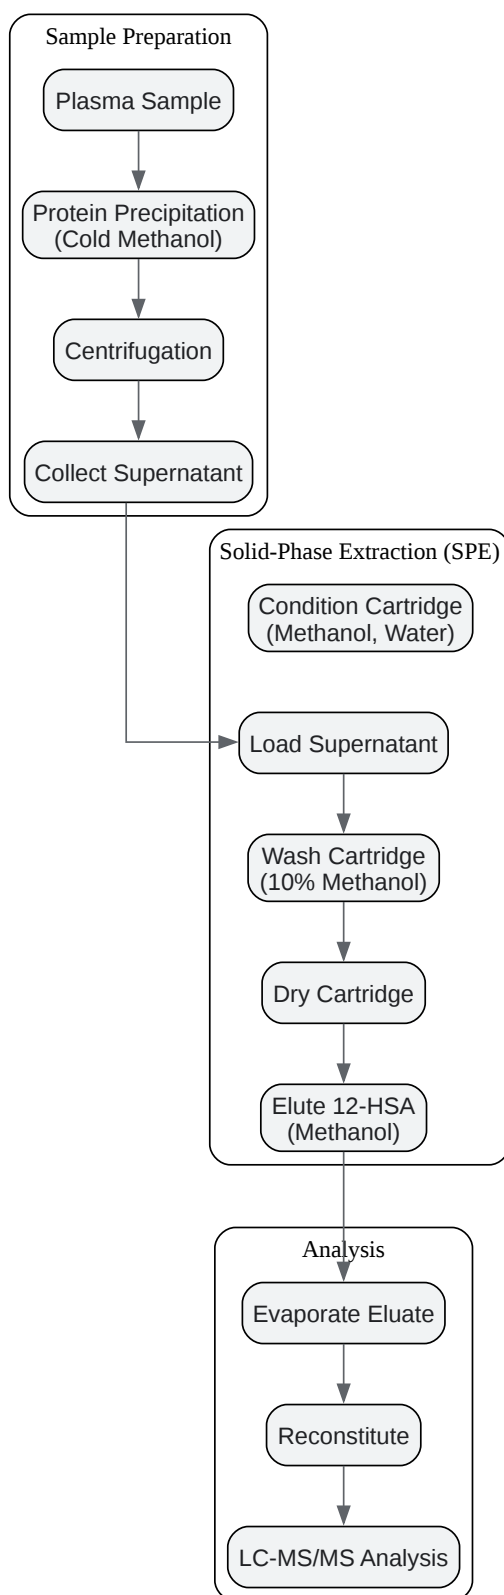 Sample Preparation
Plasma Sample
Protein Precipitation
(Cold Methanol)
Centrifugation
Collect Supernatant
Solid-Phase Extraction (SPE)
Condition Cartridge
(Methanol, Water)
Load Supernatant
Wash Cartridge
(10% Methanol)
Dry Cartridge
Elute 12-HSA
(Methanol)
Analysis
Evaporate Eluate
Reconstitute
LC-MS/MS Analysis